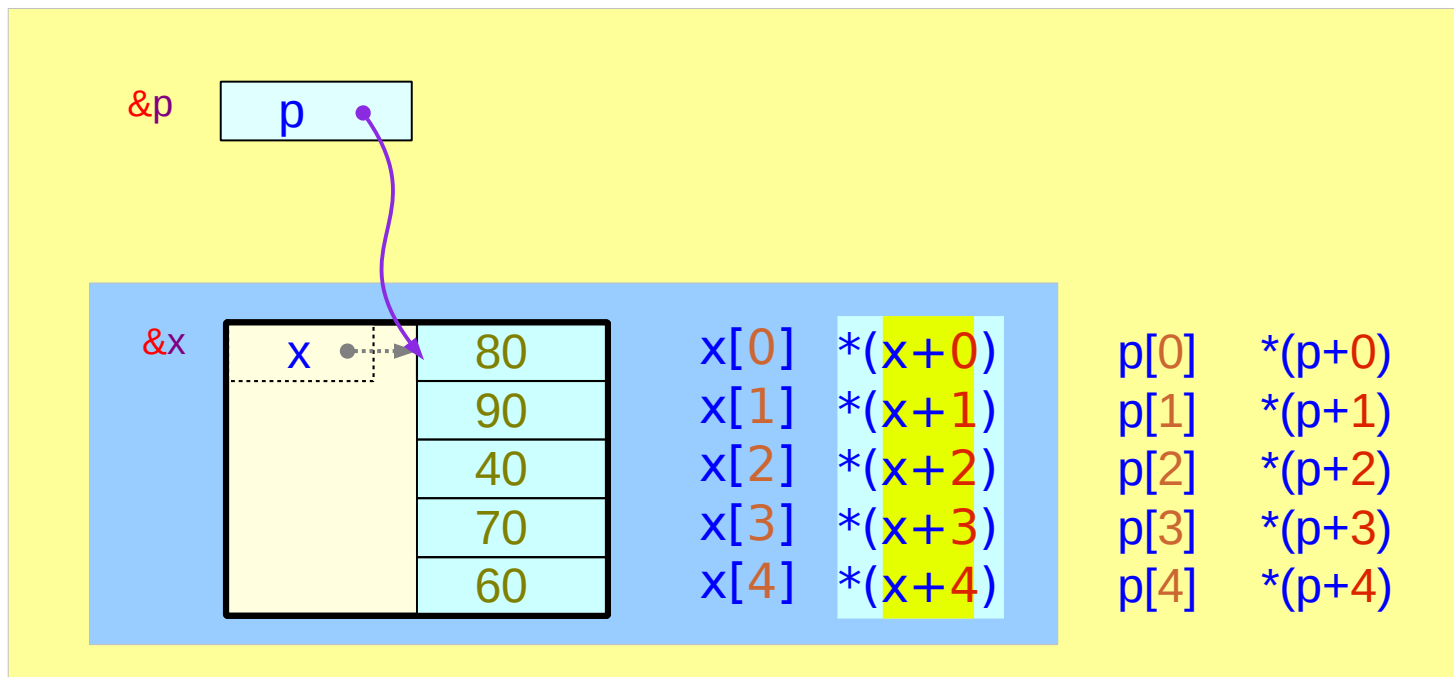 &p p
&x x 80 x[0] *(x+0) p[0] *(p+0)
90 x[1] *(x+1) p[1] *(p+1)
40 x[2] *(x+2) p[2] *(p+2)
70 x[3] *(x+3) p[3] *(p+3)
60 x[4] *(x+4) p[4] *(p+4)